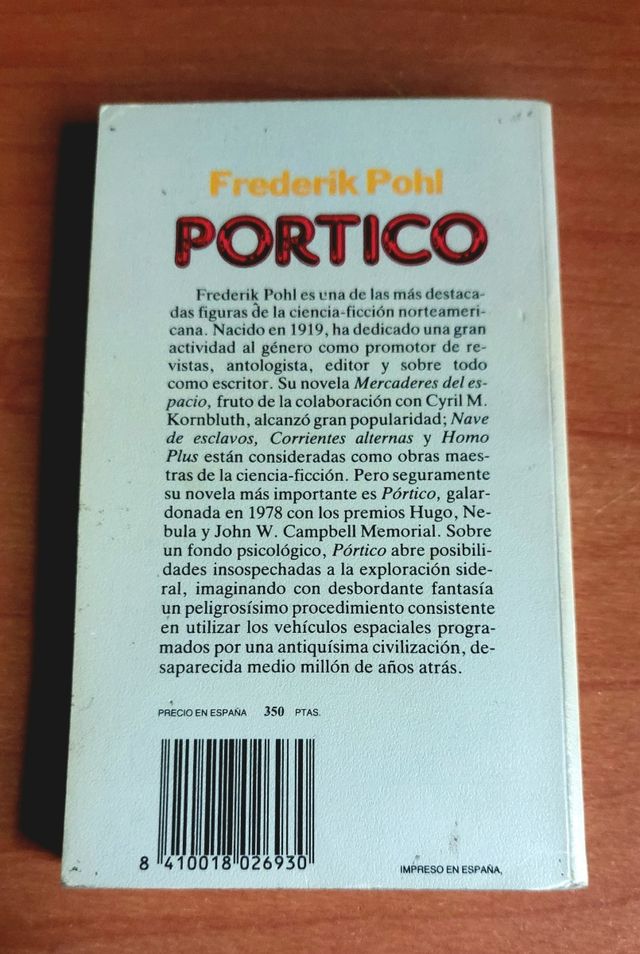 Frederik Pohl
PORTICO
Frederik Pohl es una de las más destaca-
das figuras de la ciencia-ficción norteameri-
cana. Nacido en 1919, ha dedicado una gran
actividad al género como promotor de re-
vistas, antologista, editor y sobre todo
como escritor. Su novela Mercaderes del es-
pacio, fruto de la colaboración con Cyril M.
Kornbluth, alcanzó gran popularidad; Nave
de esclavos, Corrientes alternas y Homo
Plus están consideradas como obras maes-
tras de la ciencia-ficción. Pero seguramente
su novela más importante es Pórtico, galar-
donada en 1978 con los premios Hugo, Ne-
bula y John W. Campbell Memorial. Sobre
un fondo psicológico, Pórtico abre posibili-
dades insospechadas a la exploración side-
ral, imaginando con desbordante fantasía
un peligrosísimo procedimiento consistente
en utilizar los vehículos espaciales progra-
mados por una antiquísima civilización, de-
saparecida medio millón de años atrás.
PRECIO EN ESPAÑA 350 PTAS.
8 410018 026930
IMPRESO EN ESPAÑA,